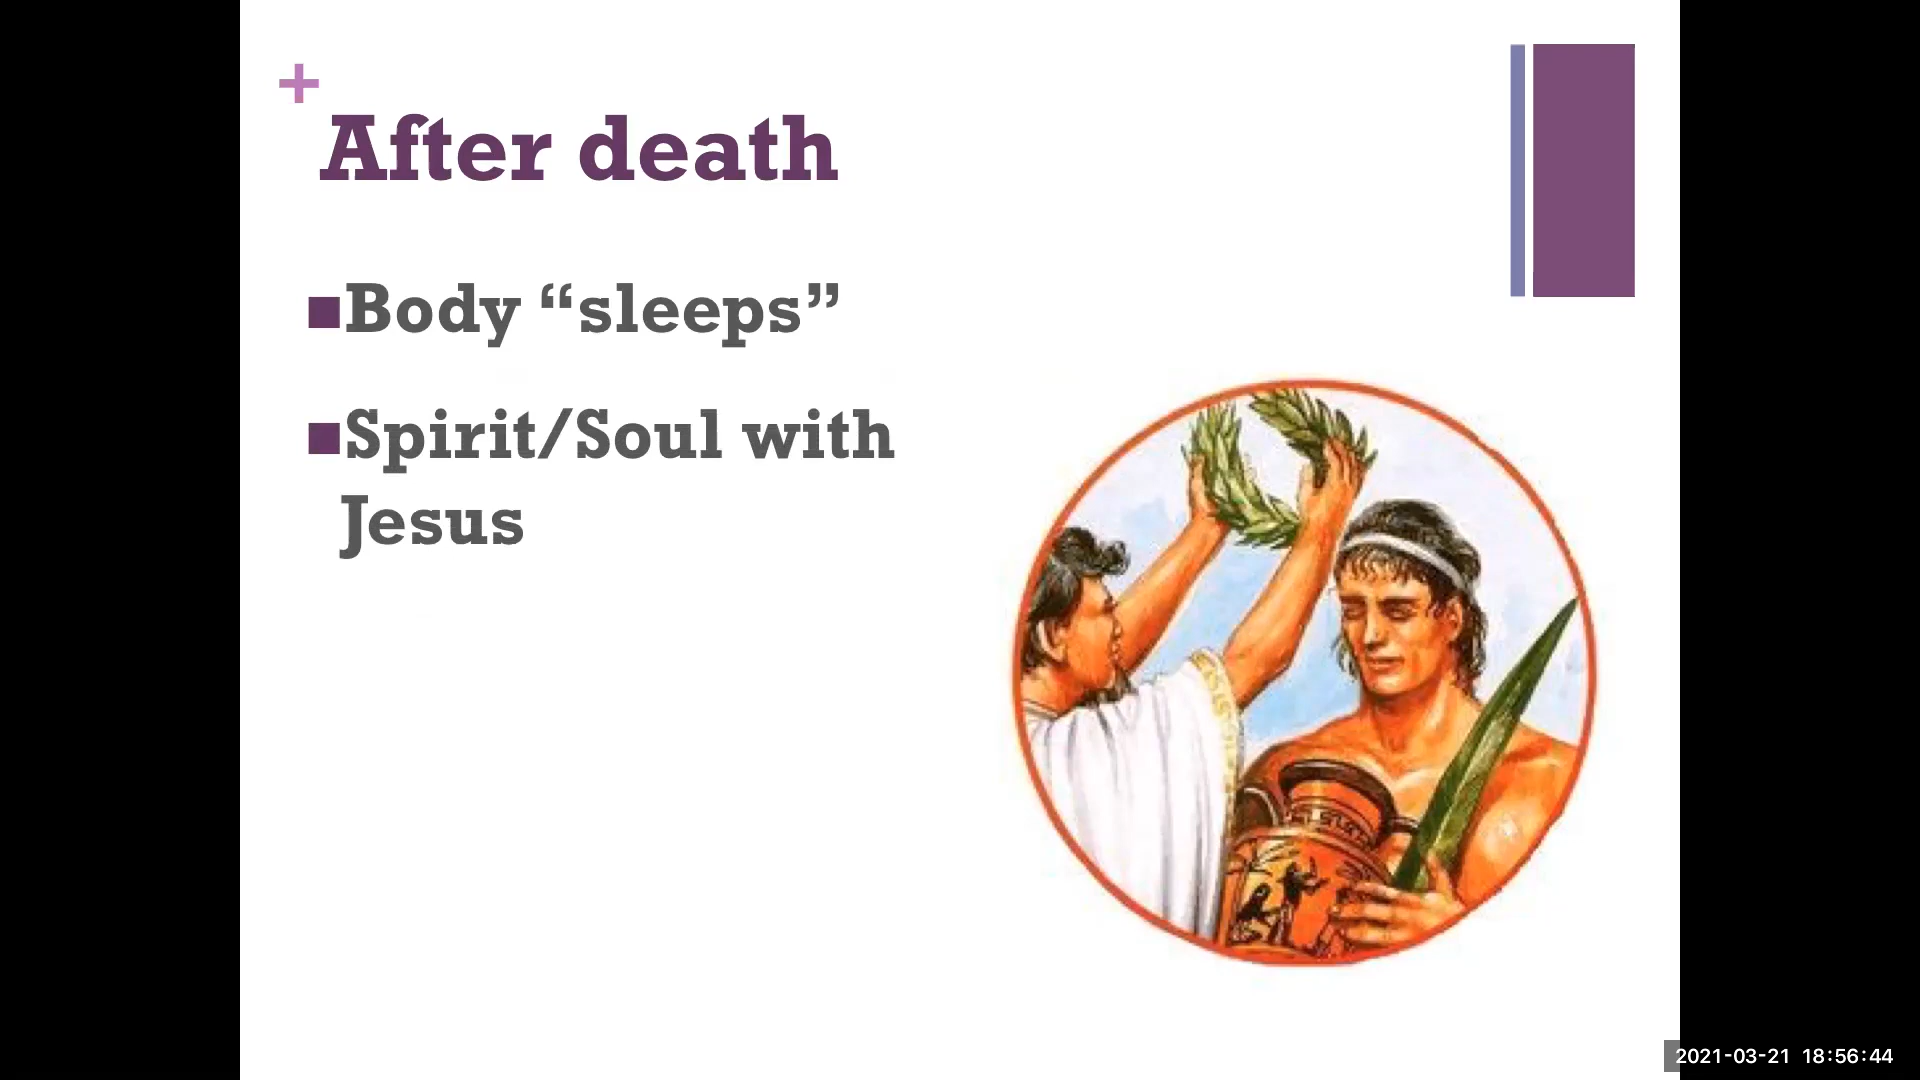 +
After death
■Body “sleeps”
■Spirit/Soul with
Jesus
2021-03-21 18:56:44